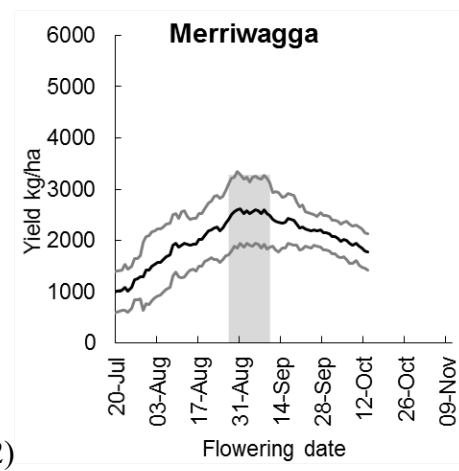 Merriwagga
6000
5000
4000
3000
2000
1000
0
Yield kg/ha
20-Jul
03-Aug
17-Aug
31-Aug
14-Sep
28-Sep
12-Oct
26-Oct
09-Nov
Flowering date